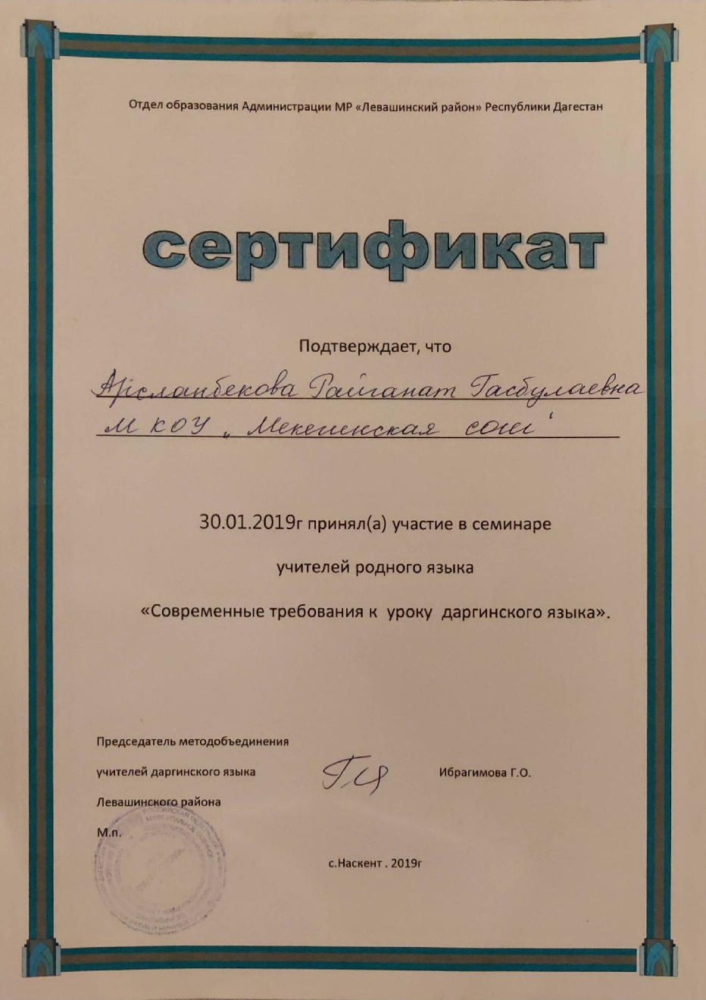 Отдел образования Администрации МР «Левашинский район» Республики Дагестан
сертификат
Подтверждает, что
Арсланбекова Райганат Гасбулаевна
МКОУ „Мекегинская сош“
30.01.2019г принял(а) участие в семинаре
учителей родного языка
«Современные требования к уроку даргинского языка».
Председатель методобъединения
учителей даргинского языка Ибрагимова Г.О.
Левашинского района
М.п.
с.Наскент . 2019г